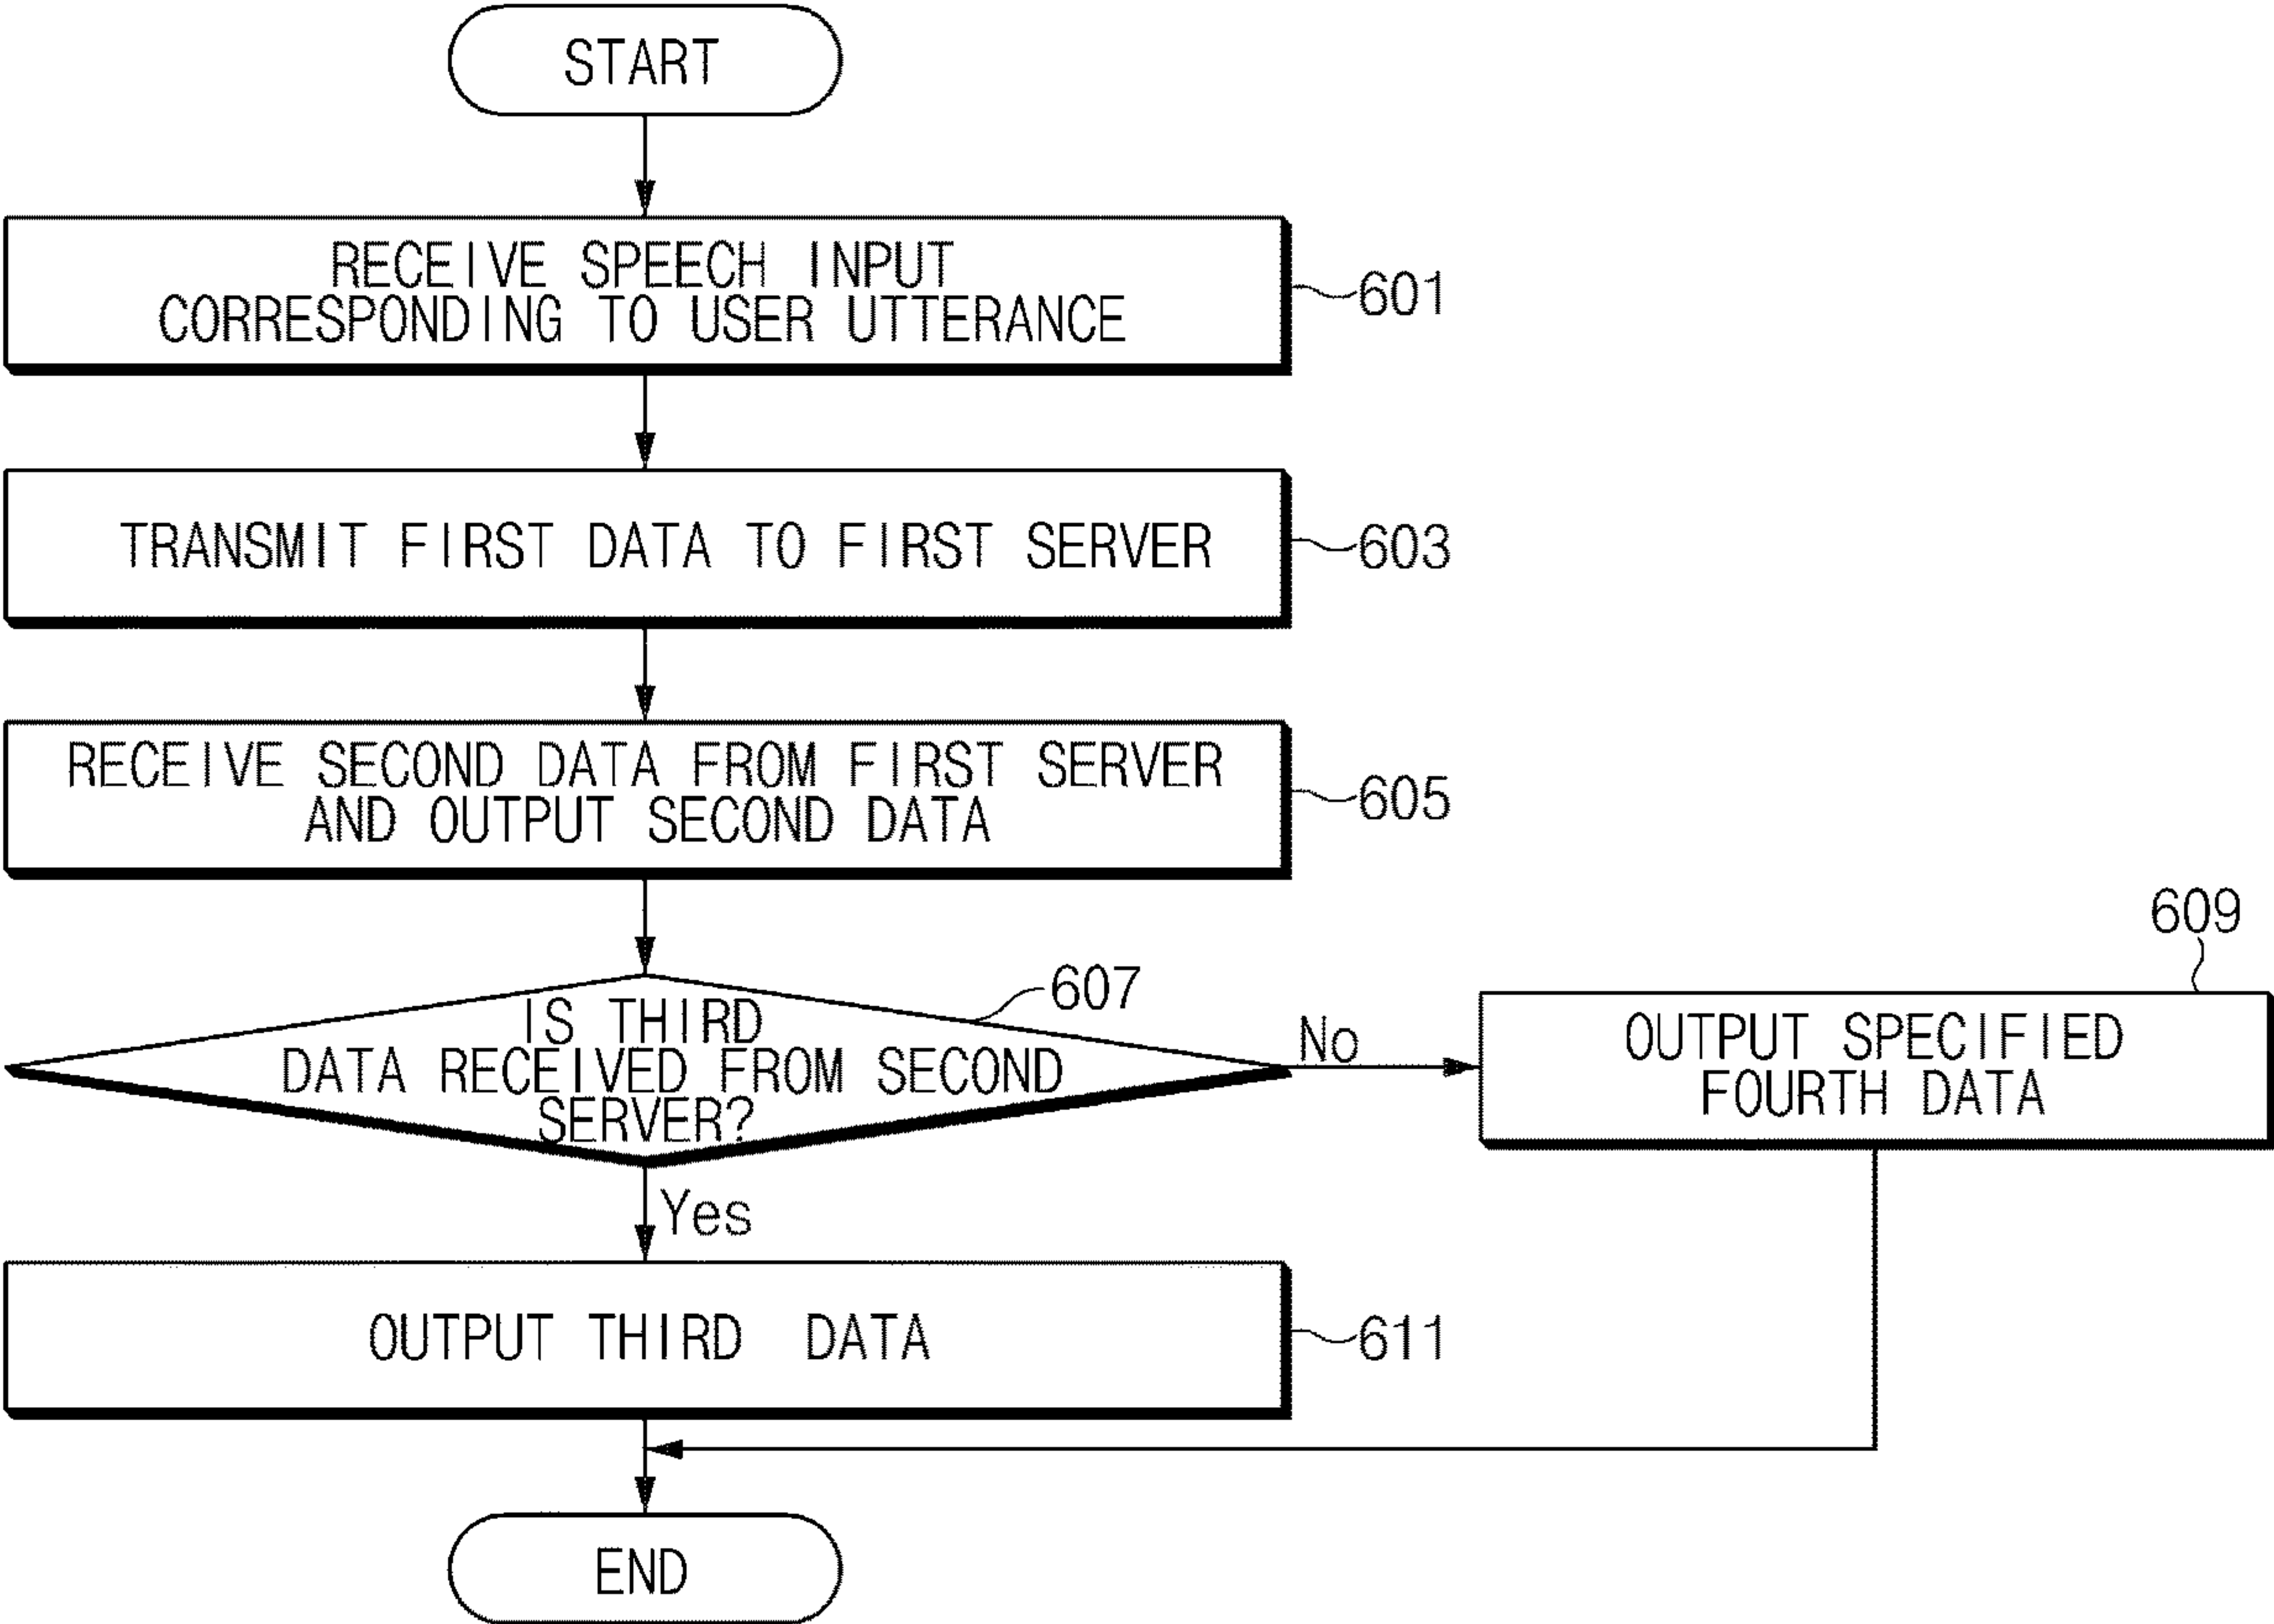 START
RECEIVE SPEECH INPUT
CORRESPONDING TO USER UTTERANCE
601
TRANSMIT FIRST DATA TO FIRST SERVER
603
RECEIVE SECOND DATA FROM FIRST SERVER
AND OUTPUT SECOND DATA
605
607
IS THIRD
DATA RECEIVED FROM SECOND
SERVER?
No
609
OUTPUT SPECIFIED
FOURTH DATA
Yes
OUTPUT THIRD DATA
611
END